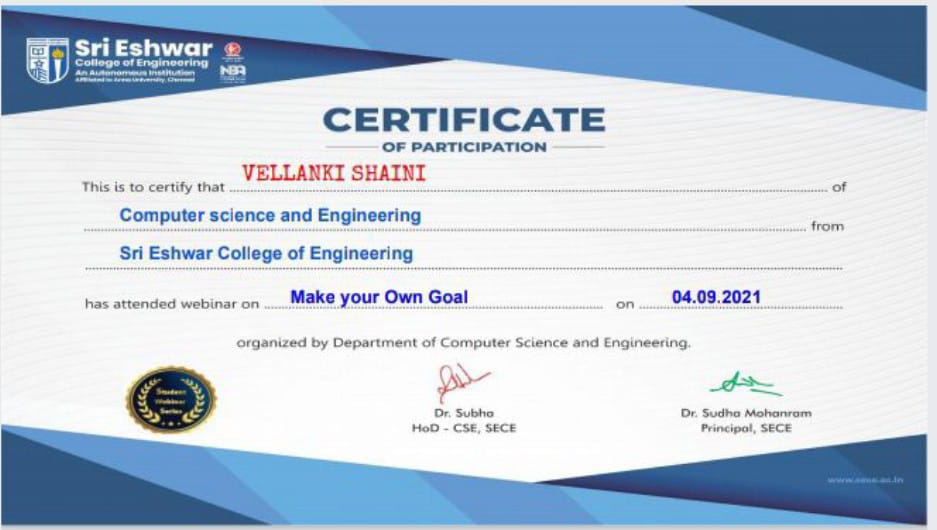 Sri Eshwar
College of Engineering
An Autonomous Institution
Affiliated to Anna University, Chennai
NBA
CERTIFICATE
OF PARTICIPATION
This is to certify that VELLANKI SHAINI of
Computer science and Engineering from
Sri Eshwar College of Engineering
has attended webinar on Make your Own Goal on 04.09.2021
organized by Department of Computer Science and Engineering.
Student
Webinar
Series
Dr. Subha
HoD - CSE, SECE
Dr. Sudha Mohanram
Principal, SECE
www.sece.ac.in